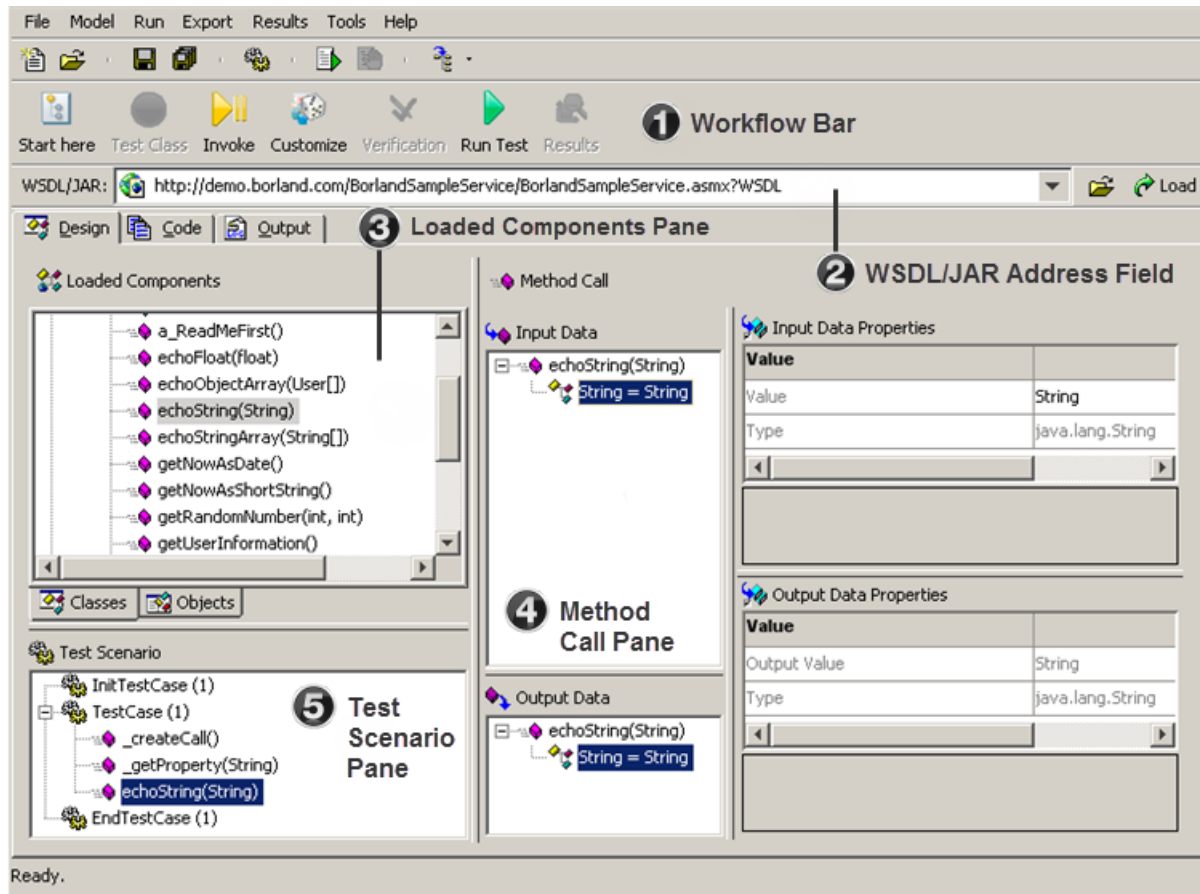 File Model Run Export Results Tools Help
Start here Test Class Invoke Customize Verification Run Test Results
1 Workflow Bar
WSDL/JAR: http://demo.borland.com/BorlandSampleService/BorlandSampleService.asmx?WSDL Load
Design Code Output
3 Loaded Components Pane
2 WSDL/JAR Address Field
Loaded Components
a_ReadMeFirst()
echoFloat(float)
echoObjectArray(User[])
echoString(String)
echoStringArray(String[])
getNowAsDate()
getNowAsShortString()
getRandomNumber(int, int)
getUserInformation()
Classes Objects
Test Scenario
InitTestCase (1)
TestCase (1)
_createCall()
_getProperty(String)
echoString(String)
EndTestCase (1)
5 Test
Scenario
Pane
Method Call
Input Data
echoString(String)
String = String
4 Method
Call Pane
Output Data
echoString(String)
String = String
Input Data Properties
Value
Value String
Type java.lang.String
Output Data Properties
Value
Output Value String
Type java.lang.String
Ready.